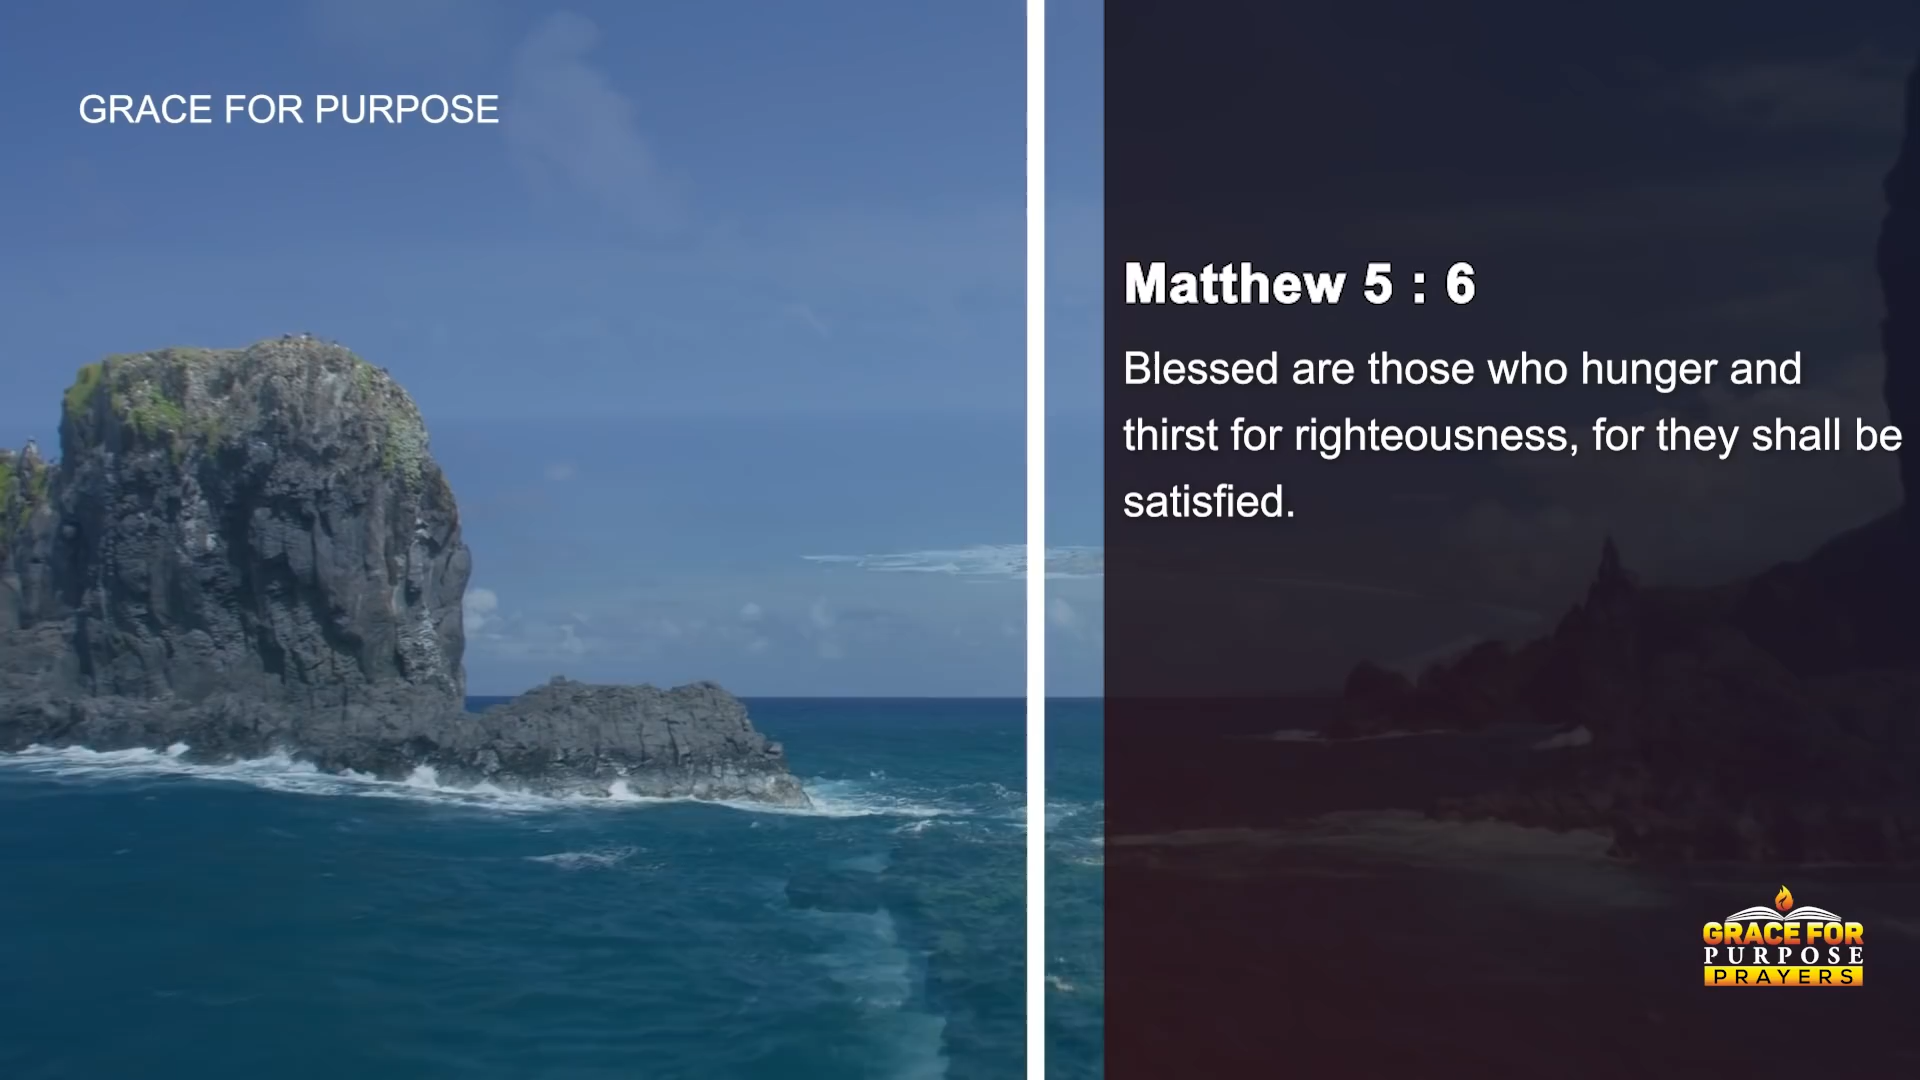 GRACE FOR PURPOSE
Matthew 5 : 6
Blessed are those who hunger and
thirst for righteousness, for they shall be
satisfied.
GRACE FOR
PURPOSE
PRAYERS